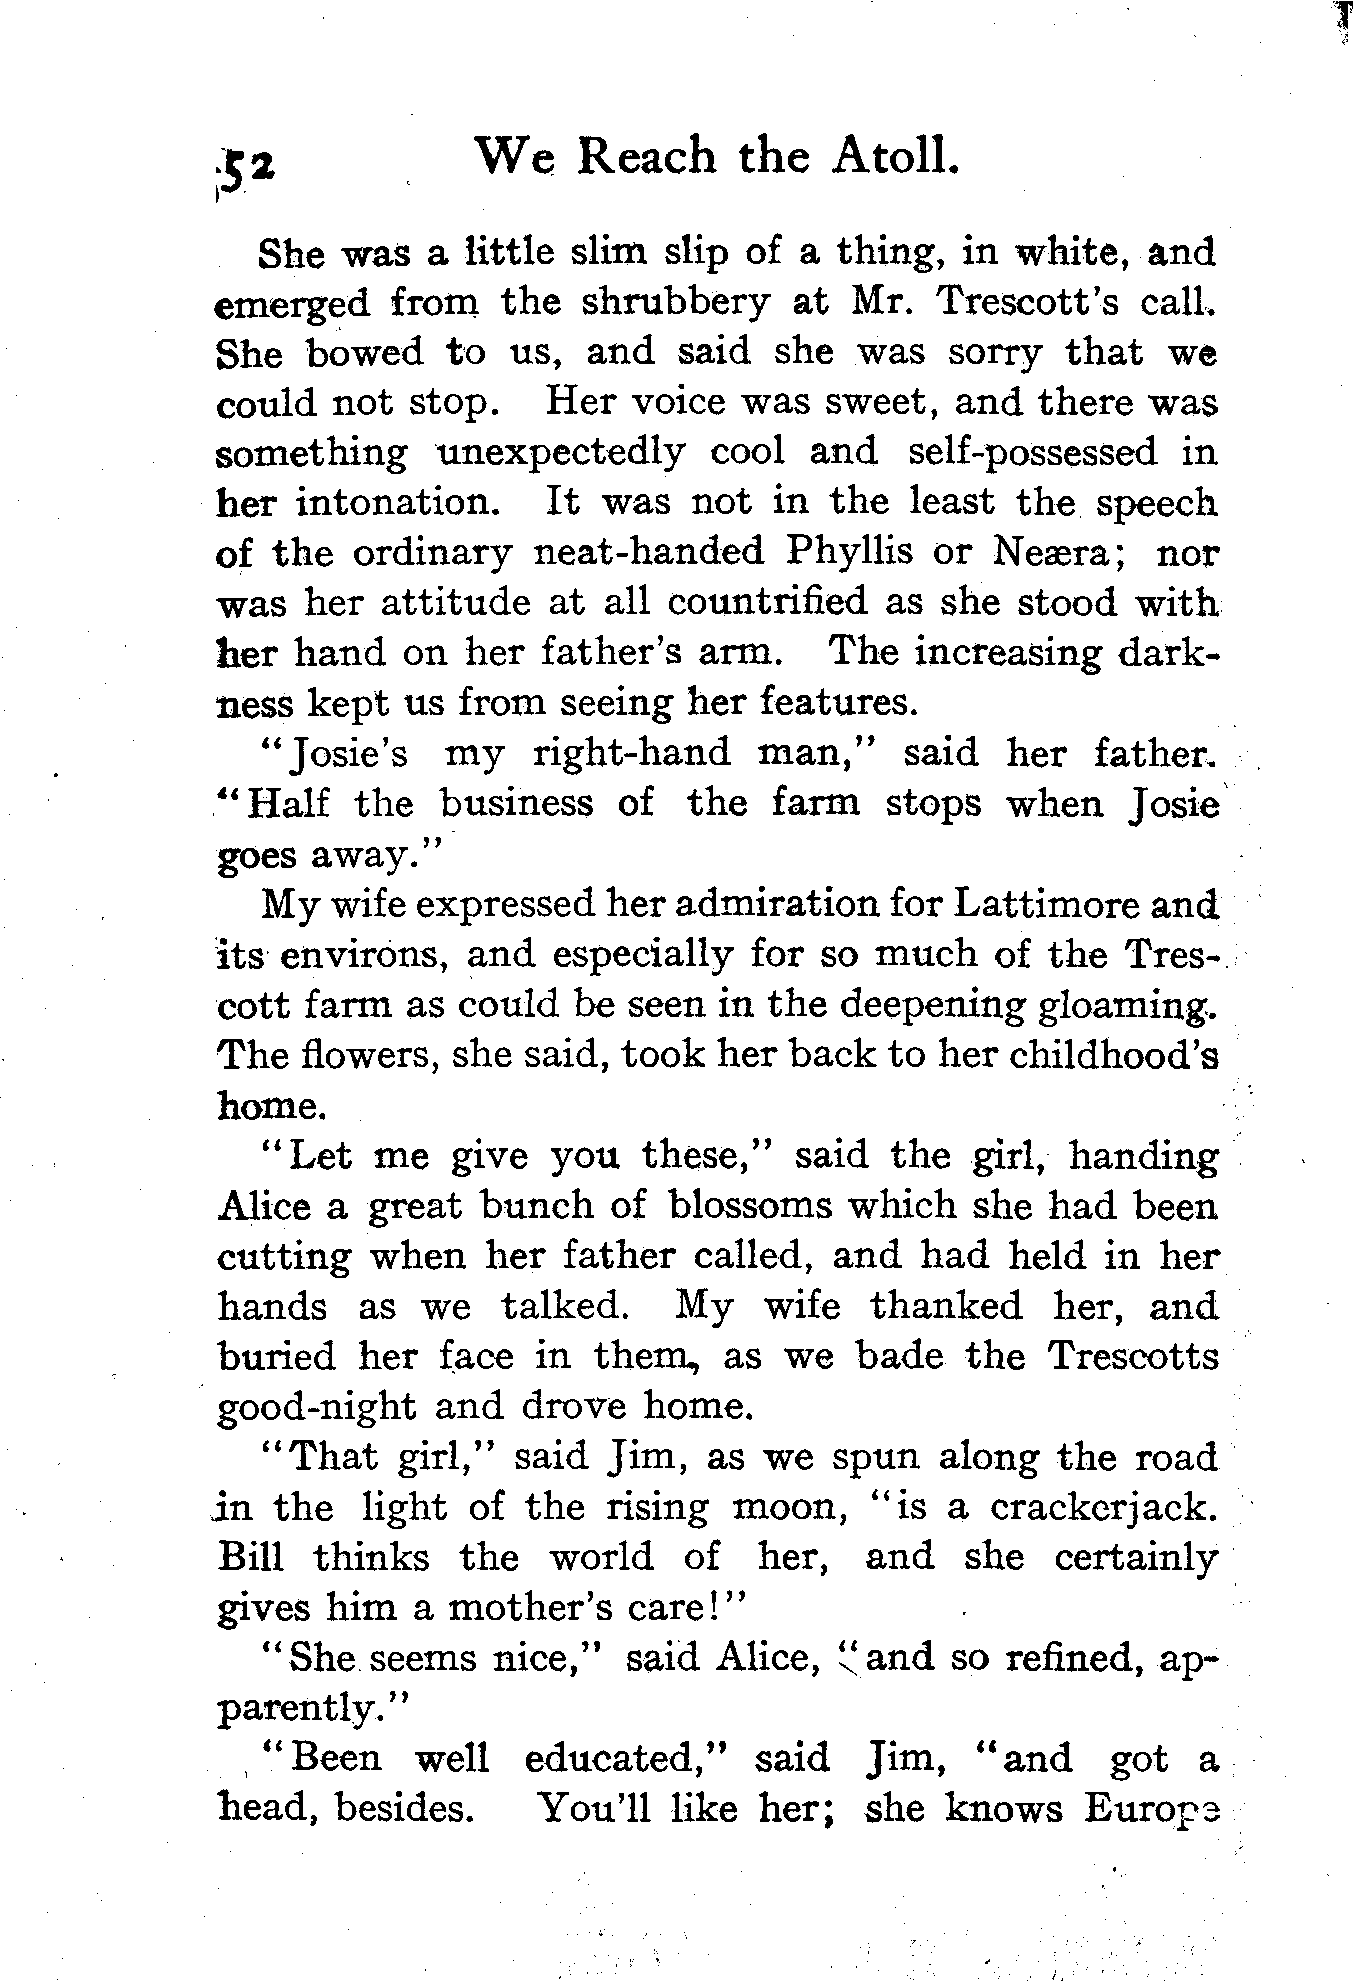 52 We Reach the Atoll.
She was a little slim slip of a thing, in white, and
emerged from the shrubbery at Mr. Trescott's call.
She bowed to us, and said she was sorry that we
could not stop. Her voice was sweet, and there was
something unexpectedly cool and self-possessed in
her intonation. It was not in the least the speech
of the ordinary neat-handed Phyllis or Neæra; nor
was her attitude at all countrified as she stood with
her hand on her father's arm. The increasing dark-
ness kept us from seeing her features.
"Josie's my right-hand man," said her father.
"Half the business of the farm stops when Josie
goes away."
My wife expressed her admiration for Lattimore and
its environs, and especially for so much of the Tres-
cott farm as could be seen in the deepening gloaming.
The flowers, she said, took her back to her childhood's
home.
"Let me give you these," said the girl, handing
Alice a great bunch of blossoms which she had been
cutting when her father called, and had held in her
hands as we talked. My wife thanked her, and
buried her face in them, as we bade the Trescotts
good-night and drove home.
"That girl," said Jim, as we spun along the road
in the light of the rising moon, "is a crackerjack.
Bill thinks the world of her, and she certainly
gives him a mother's care!"
"She seems nice," said Alice, "and so refined, ap-
parently."
"Been well educated," said Jim, "and got a
head, besides. You'll like her; she knows Europe